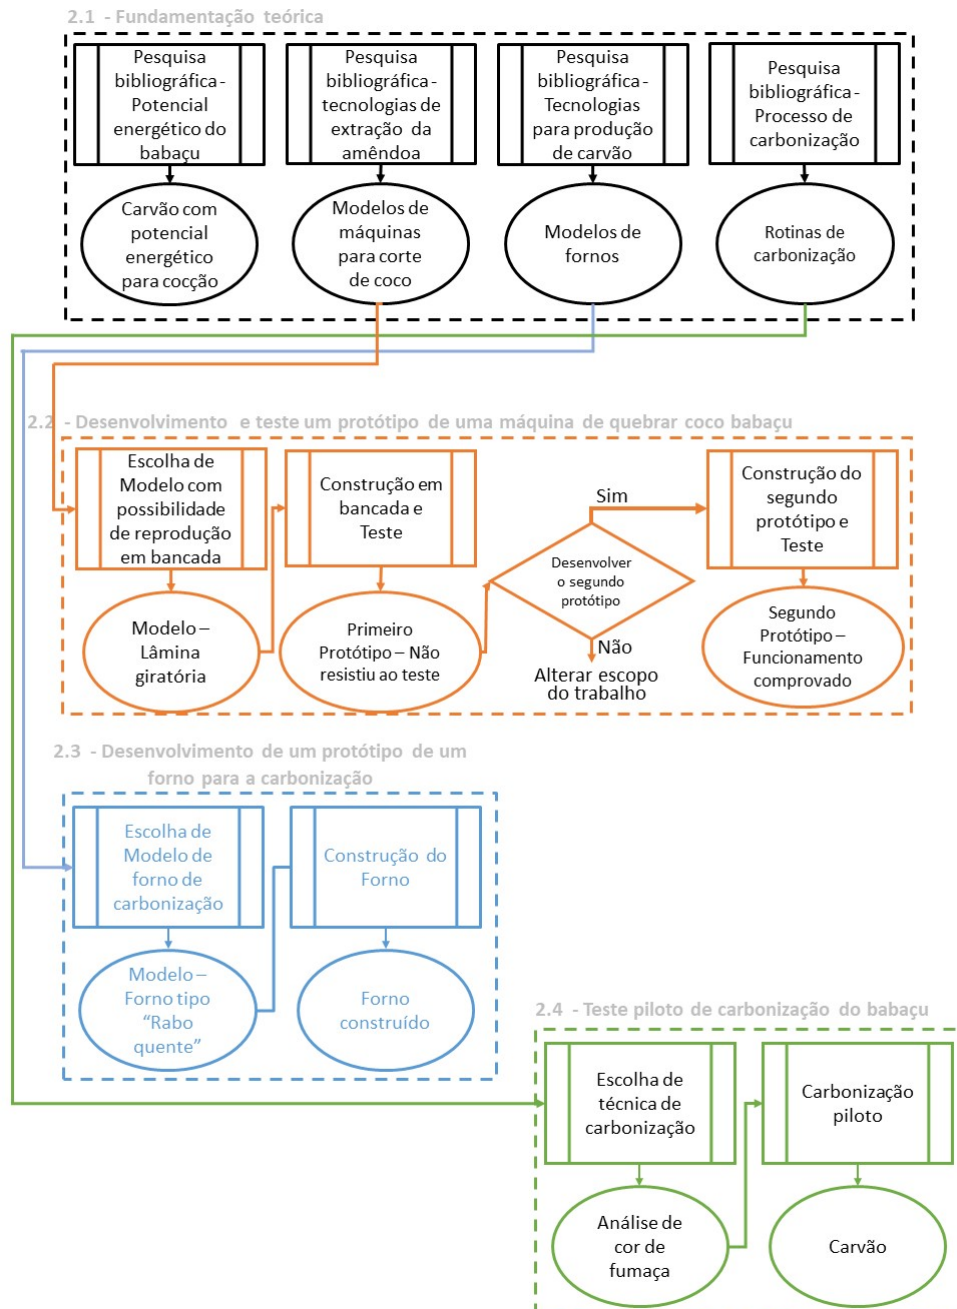 2.1 - Fundamentação teórica
Pesquisa
bibliográfica -
Potencial
energético do
babaçu
Pesquisa
bibliográfica -
tecnologias de
extração da
amêndoa
Pesquisa
bibliográfica -
Tecnologias
para produção
de carvão
Pesquisa
bibliográfica -
Processo de
carbonização
Carvão com
potencial
energético
para cocção
Modelos de
máquinas
para corte
de coco
Modelos de
fornos
Rotinas de
carbonização
2.2 - Desenvolvimento e teste um protótipo de uma máquina de quebrar coco babaçu
Escolha de
Modelo com
possibilidade
de reprodução
em bancada
Construção em
bancada e
Teste
Sim
Construção do
segundo
protótipo e
Teste
Desenvolver
o segundo
protótipo
Modelo –
Lâmina
giratória
Primeiro
Protótipo – Não
resistiu ao teste
Não
Alterar escopo
do trabalho
Segundo
Protótipo –
Funcionamento
comprovado
2.3 - Desenvolvimento de um protótipo de um
forno para a carbonização
Escolha de
Modelo de
forno de
carbonização
Construção do
Forno
Modelo –
Forno tipo
“Rabo
quente”
Forno
construído
2.4 - Teste piloto de carbonização do babaçu
Escolha de
técnica de
carbonização
Carbonização
piloto
Análise de
cor de
fumaça
Carvão